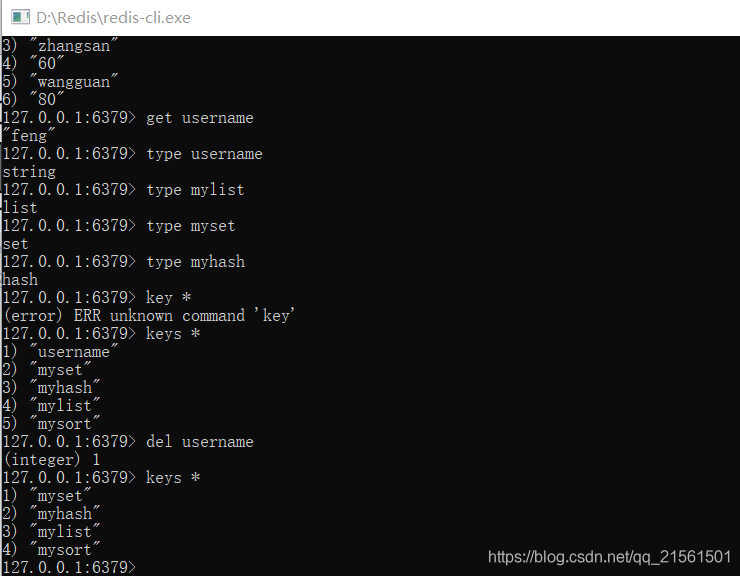 D:\Redis\redis-cli.exe
3) "zhangsan"
4) "60"
5) "wangguan"
6) "80"
127.0.0.1:6379> get username
"feng"
127.0.0.1:6379> type username
string
127.0.0.1:6379> type mylist
list
127.0.0.1:6379> type myset
set
127.0.0.1:6379> type myhash
hash
127.0.0.1:6379> key *
(error) ERR unknown command 'key'
127.0.0.1:6379> keys *
1) "username"
2) "myset"
3) "myhash"
4) "mylist"
5) "mysort"
127.0.0.1:6379> del username
(integer) 1
127.0.0.1:6379> keys *
1) "myset"
2) "myhash"
3) "mylist"
4) "mysort"
127.0.0.1:6379>
https://blog.csdn.net/qq_21561501